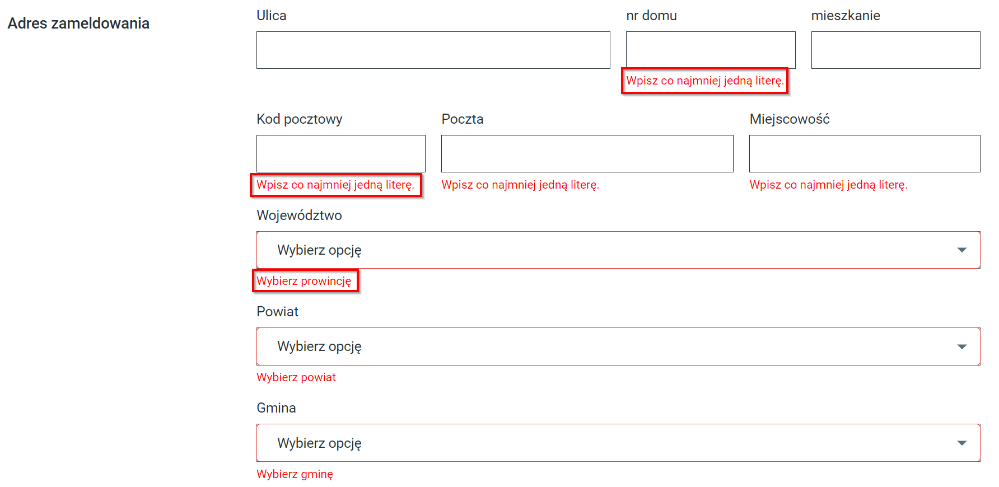 Adres zameldowania
Ulica
nr domu
mieszkanie
Wpisz co najmniej jedną literę.
Kod pocztowy
Poczta
Miejscowość
Wpisz co najmniej jedną literę.
Wpisz co najmniej jedną literę.
Wpisz co najmniej jedną literę.
Województwo
Wybierz opcję
Wybierz prowincję
Powiat
Wybierz opcję
Wybierz powiat
Gmina
Wybierz opcję
Wybierz gminę